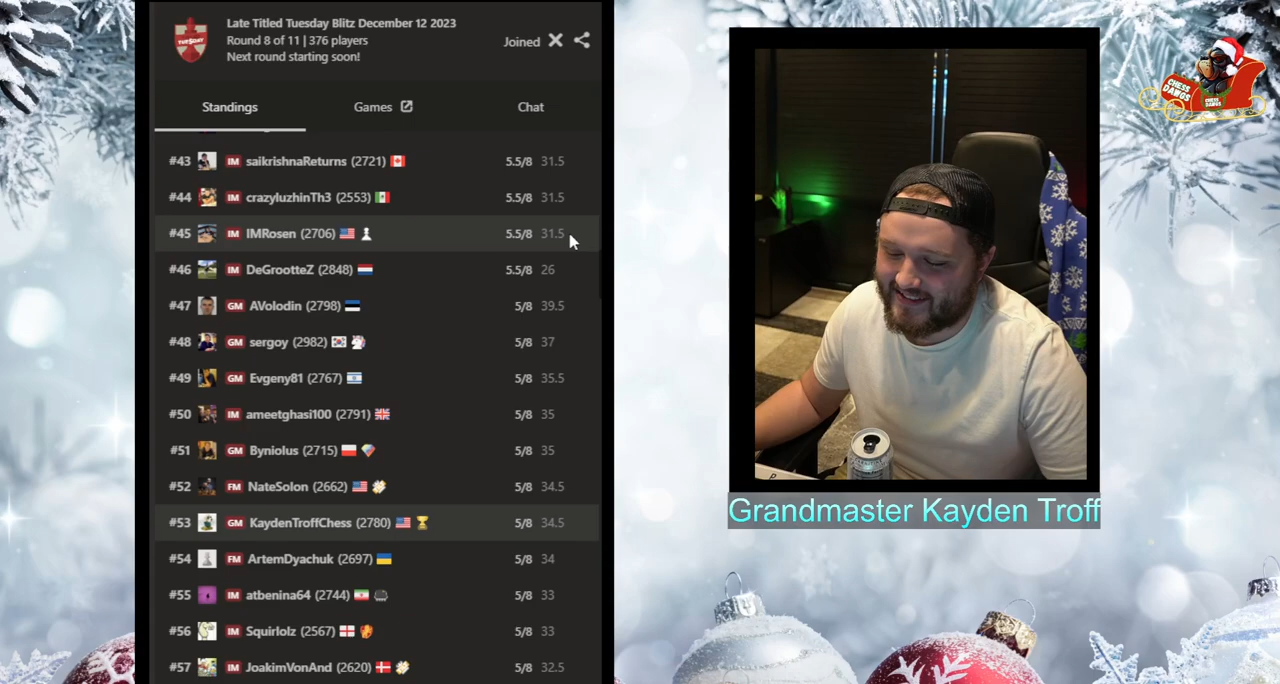 Late Titled Tuesday Blitz December 12 2023
Round 8 of 11 | 376 players
Next round starting soon!
Joined
TUESDAY
Standings Games Chat
#43 IM saikrishnaReturns (2721) 5.5/8 31.5
#44 IM crazyluzhinTh3 (2553) 5.5/8 31.5
#45 IM IMRosen (2706) 5.5/8 31.5
#46 IM DeGrootteZ (2848) 5.5/8 26
#47 GM AVolodin (2798) 5/8 39.5
#48 GM sergoy (2982) 5/8 37
#49 GM Evgeny81 (2767) 5/8 35.5
#50 IM ameetghasi100 (2791) 5/8 35
#51 GM Byniolus (2715) 5/8 35
#52 FM NateSolon (2662) 5/8 34.5
#53 GM KaydenTroffChess (2780) 5/8 34.5
#54 FM ArtemDyachuk (2697) 5/8 34
#55 IM atbenina64 (2744) 5/8 33
#56 IM Squirlolz (2567) 5/8 33
#57 IM JoakimVonAnd (2620) 5/8 32.5
CHESS
DAWGS
CHESS
DAWGS
Grandmaster Kayden Troff